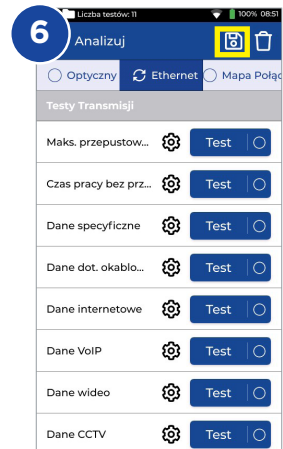 6
Liczba testów: 11
100% 08:51
Analizuj
Optyczny
Ethernet
Mapa Połąc
Testy Transmisji
Maks. przepustow... Test
Czas pracy bez prz... Test
Dane specyficzne Test
Dane dot. okablo... Test
Dane internetowe Test
Dane VoIP Test
Dane wideo Test
Dane CCTV Test